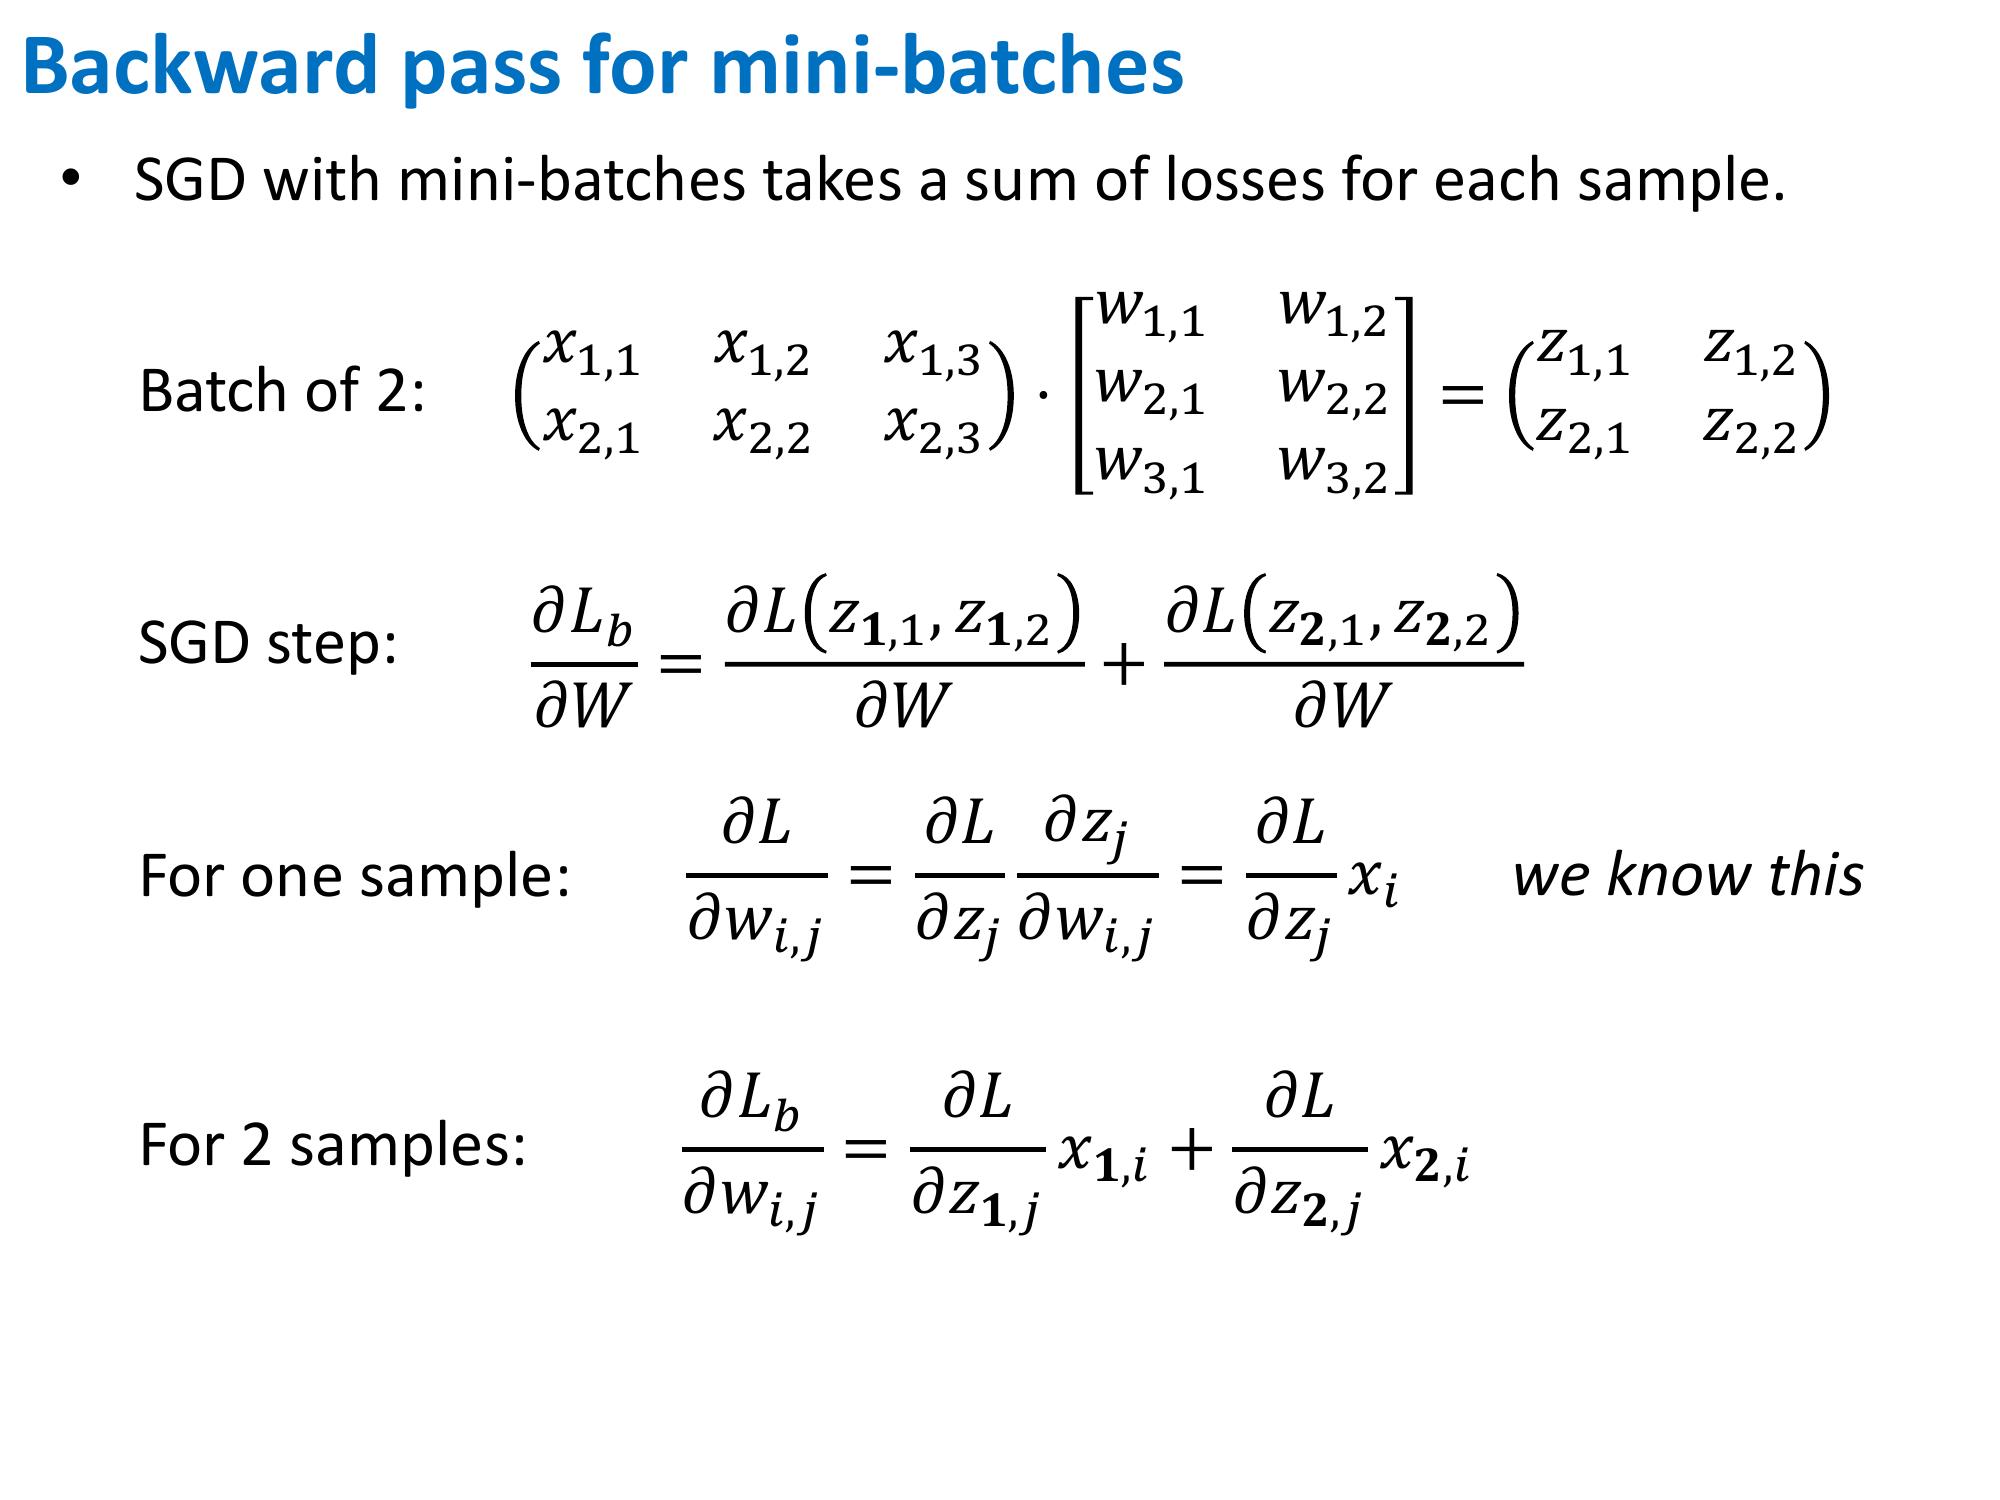 Backward pass for mini-batches
• SGD with mini-batches takes a sum of losses for each sample.
Batch of 2: $\begin{pmatrix} x_{1,1} & x_{1,2} & x_{1,3} \\ x_{2,1} & x_{2,2} & x_{2,3} \end{pmatrix} \cdot \begin{bmatrix} w_{1,1} & w_{1,2} \\ w_{2,1} & w_{2,2} \\ w_{3,1} & w_{3,2} \end{bmatrix} = \begin{pmatrix} z_{1,1} & z_{1,2} \\ z_{2,1} & z_{2,2} \end{pmatrix}$
SGD step: $\frac{\partial L_b}{\partial W} = \frac{\partial L(z_{\mathbf{1},1}, z_{\mathbf{1},2})}{\partial W} + \frac{\partial L(z_{\mathbf{2},1}, z_{\mathbf{2},2})}{\partial W}$
For one sample: $\frac{\partial L}{\partial w_{i,j}} = \frac{\partial L}{\partial z_j} \frac{\partial z_j}{\partial w_{i,j}} = \frac{\partial L}{\partial z_j} x_i$ we know this
For 2 samples: $\frac{\partial L_b}{\partial w_{i,j}} = \frac{\partial L}{\partial z_{\mathbf{1},j}} x_{\mathbf{1},i} + \frac{\partial L}{\partial z_{\mathbf{2},j}} x_{\mathbf{2},i}$